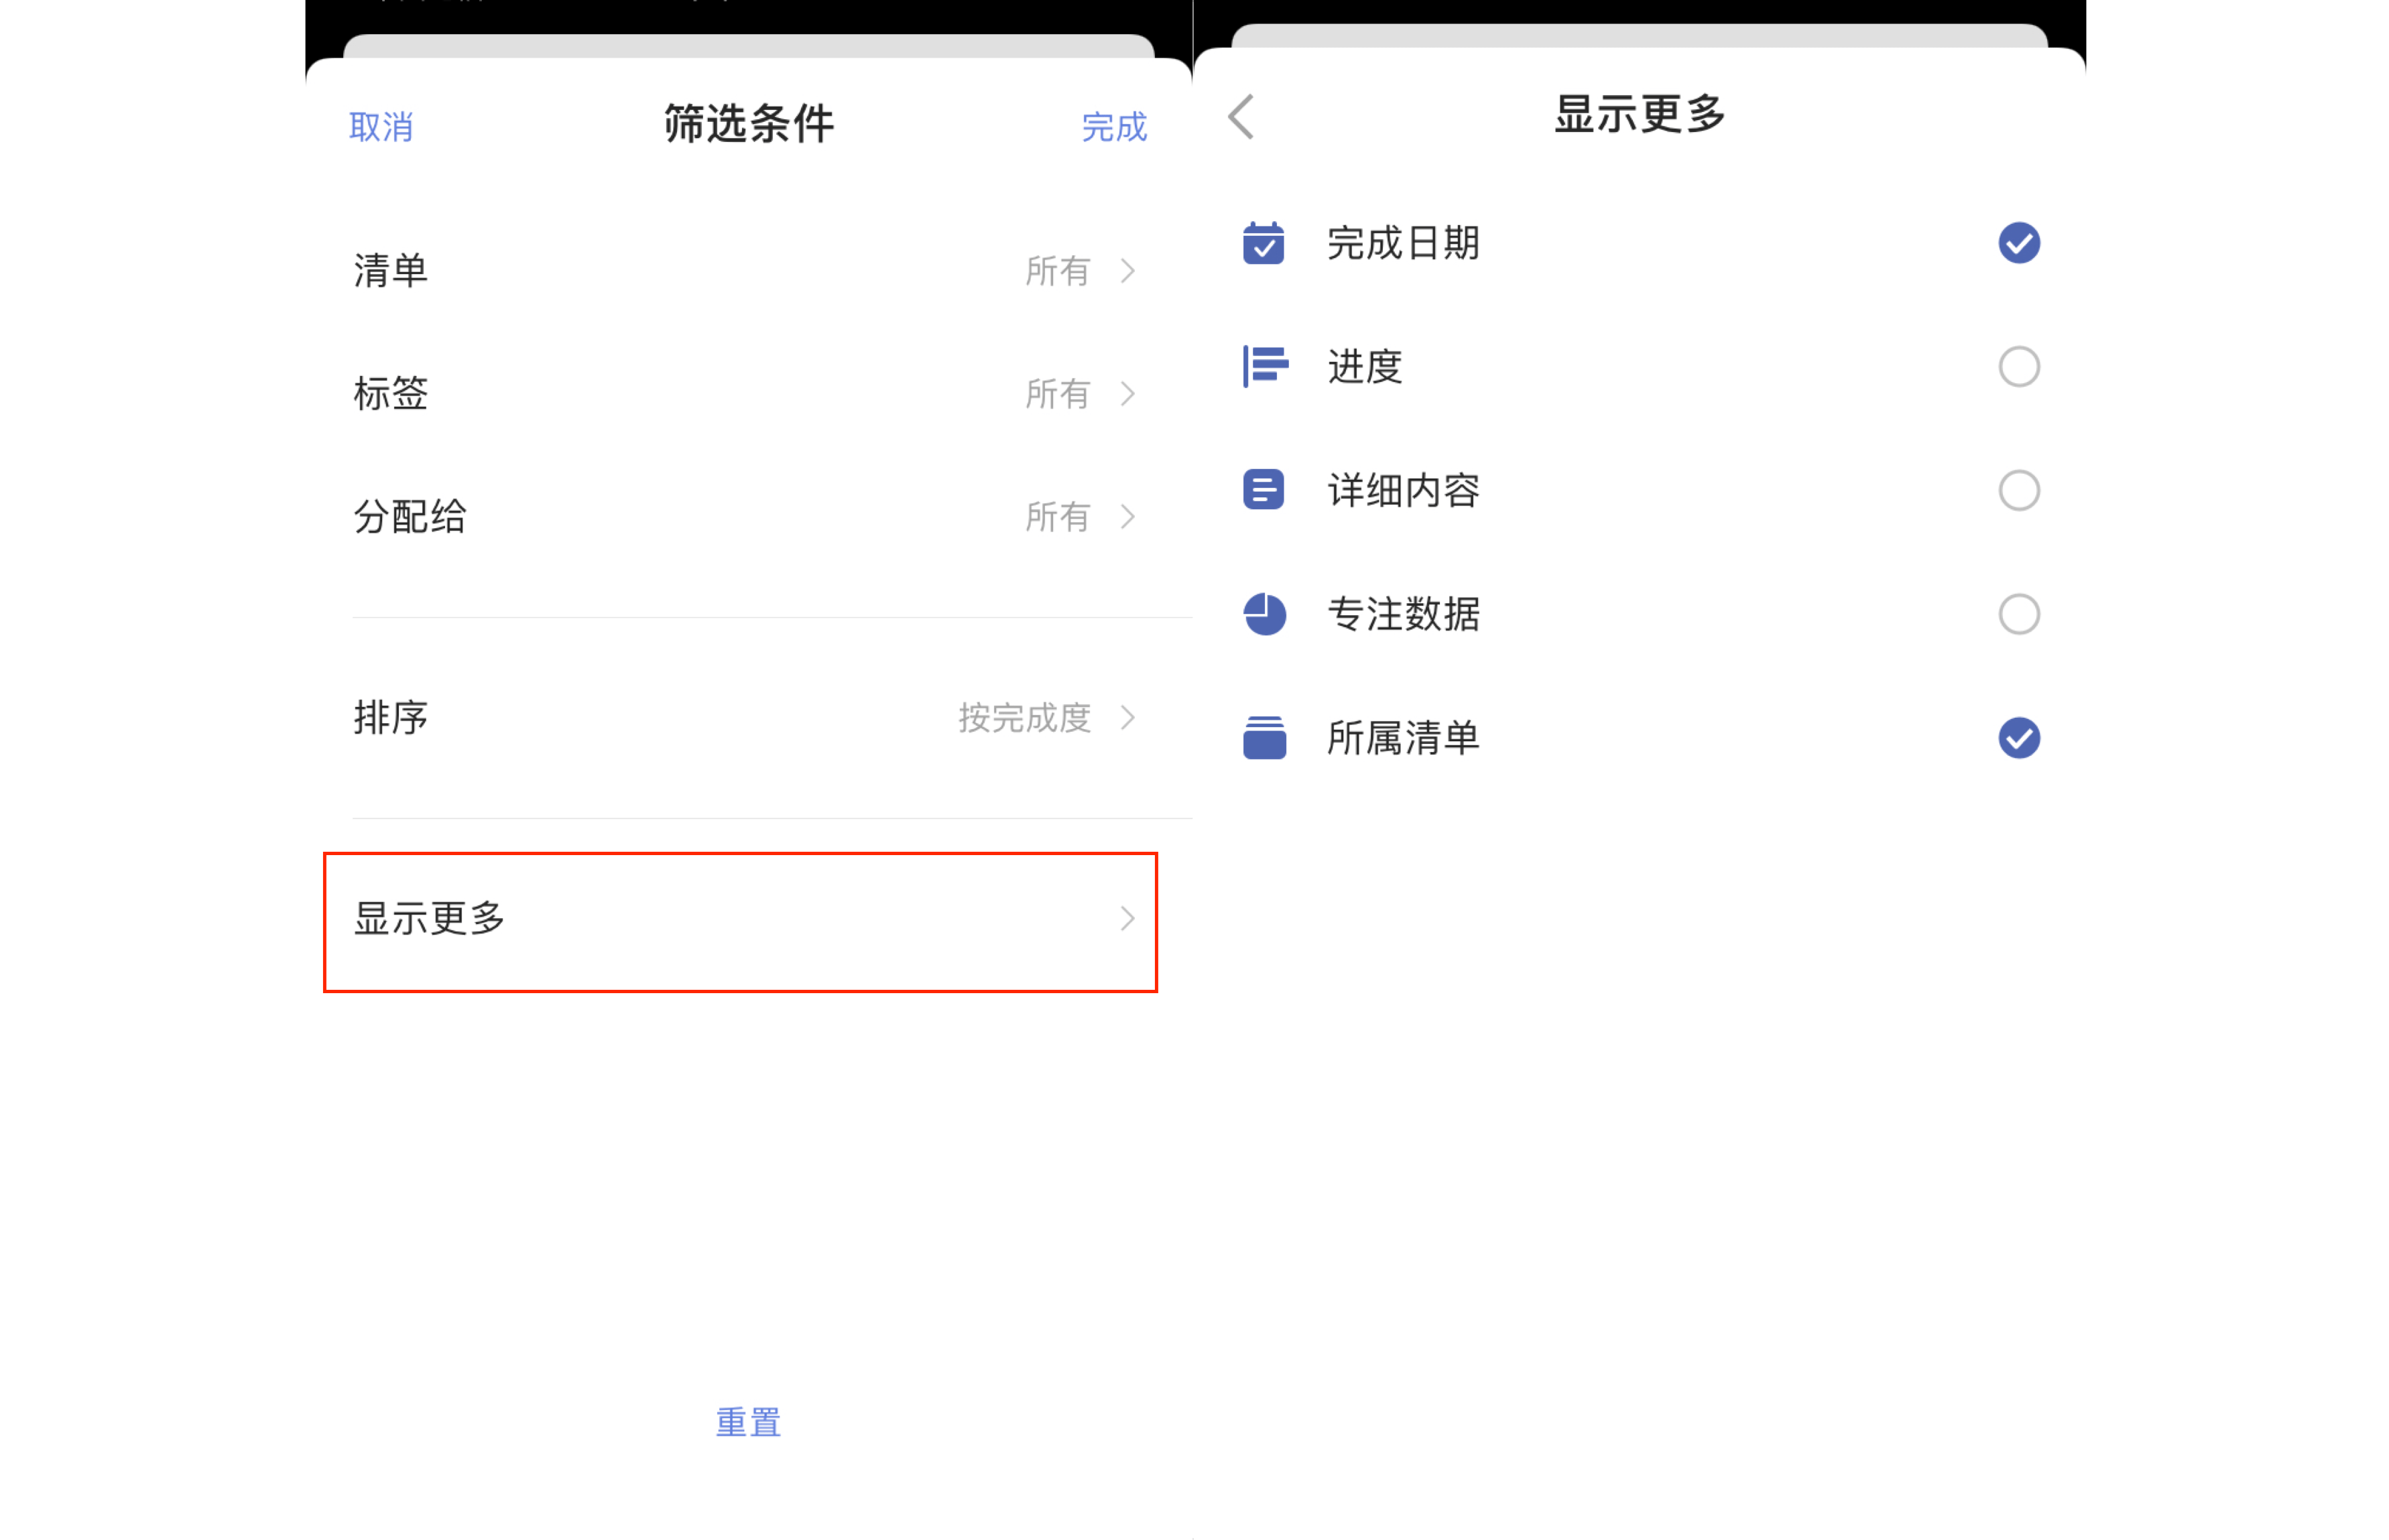 取消 筛选条件 完成
清单 所有
标签 所有
分配给 所有
排序 按完成度
显示更多
重置
显示更多
完成日期
进度
详细内容
专注数据
所属清单